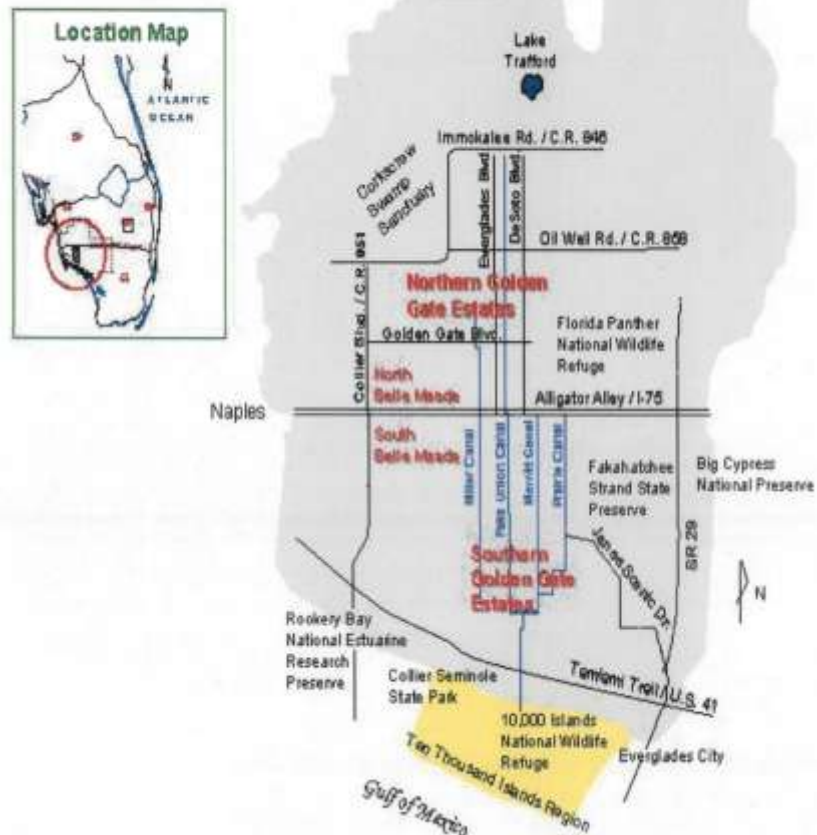 Location Map
N
ATLANTIC
OCEAN
Lake
Trafford
Immokalee Rd. / C.R. 846
Corkscrew
Swamp
Sanctuary
Everglades Blvd.
DeSoto Blvd.
Oil Well Rd. / C.R. 858
Collier Blvd. / C.R. 951
Northern Golden
Gate Estates
Golden Gate Blvd.
Florida Panther
National Wildlife
Refuge
North
Belle Meade
Alligator Alley / I-75
Naples
South
Belle Meade
Miller Canal
Faka Union Canal
Merritt Canal
Prairie Canal
Fakahatchee
Strand State
Preserve
Big Cypress
National Preserve
SR 29
Janes Scenic Dr.
Southern
Golden Gate
Estates
N
Rookery Bay
National Estuarine
Research
Preserve
Collier Seminole
State Park
Tamiami Trail / U.S. 41
10,000 Islands
National Wildlife
Refuge
Everglades City
Ten Thousand Islands Region
Gulf of Mexico